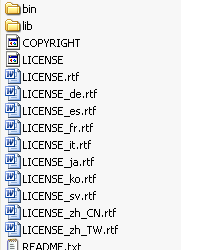 bin
lib
COPYRIGHT
LICENSE
LICENSE.rtf
LICENSE_de.rtf
LICENSE_es.rtf
LICENSE_fr.rtf
LICENSE_it.rtf
LICENSE_ja.rtf
LICENSE_ko.rtf
LICENSE_sv.rtf
LICENSE_zh_CN.rtf
LICENSE_zh_TW.rtf
README.txt